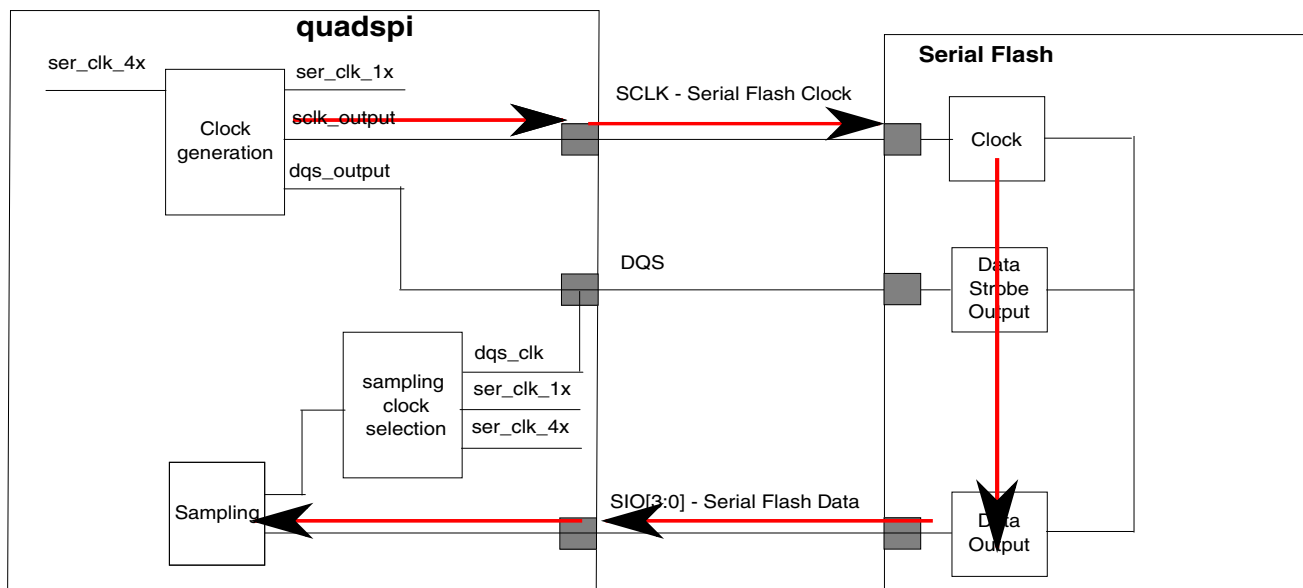 quadspi
ser_clk_4x
ser_clk_1x
Clock
generation
sclk_output
dqs_output
SCLK - Serial Flash Clock
Serial Flash
Clock
DQS
Data
Strobe
Output
dqs_clk
sampling
clock
selection
ser_clk_1x
ser_clk_4x
Sampling
SIO[3:0] - Serial Flash Data
Data
Output